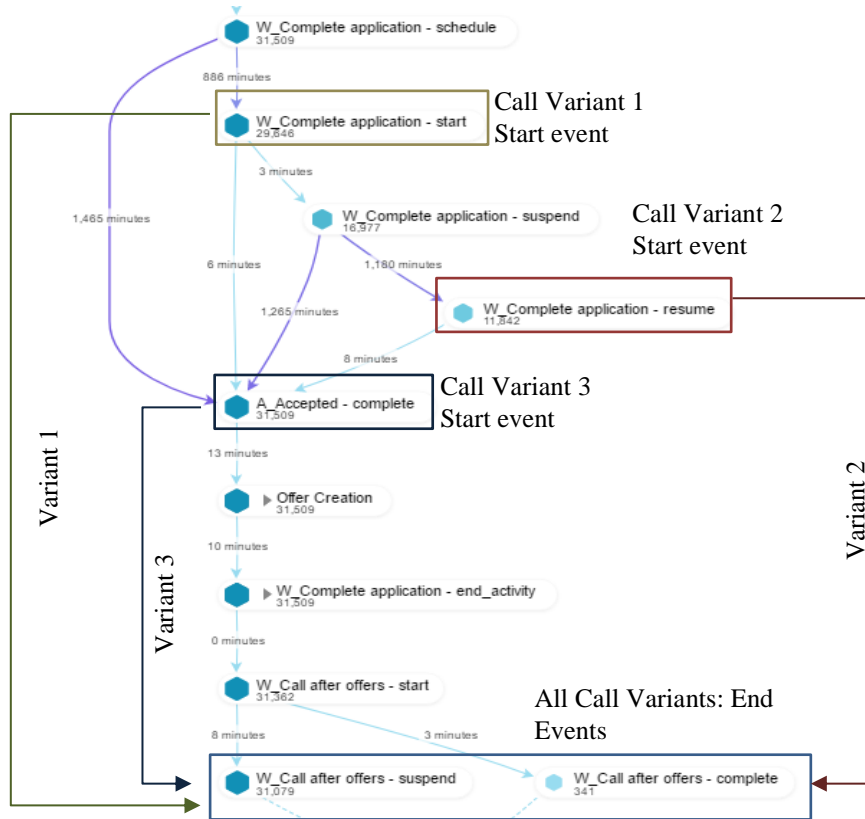 W_Complete application - schedule
31,509
886 minutes
Call Variant 1
Start event
W_Complete application - start
29,646
3 minutes
1,465 minutes
W_Complete application - suspend
16,977
Call Variant 2
Start event
6 minutes
1,180 minutes
1,265 minutes
W_Complete application - resume
11,842
8 minutes
A_Accepted - complete
31,509
Call Variant 3
Start event
13 minutes
Variant 1
Variant 3
Variant 2
Offer Creation
31,509
10 minutes
W_Complete application - end_activity
31,509
0 minutes
W_Call after offers - start
31,362
All Call Variants: End
Events
8 minutes
3 minutes
W_Call after offers - suspend
31,079
W_Call after offers - complete
341